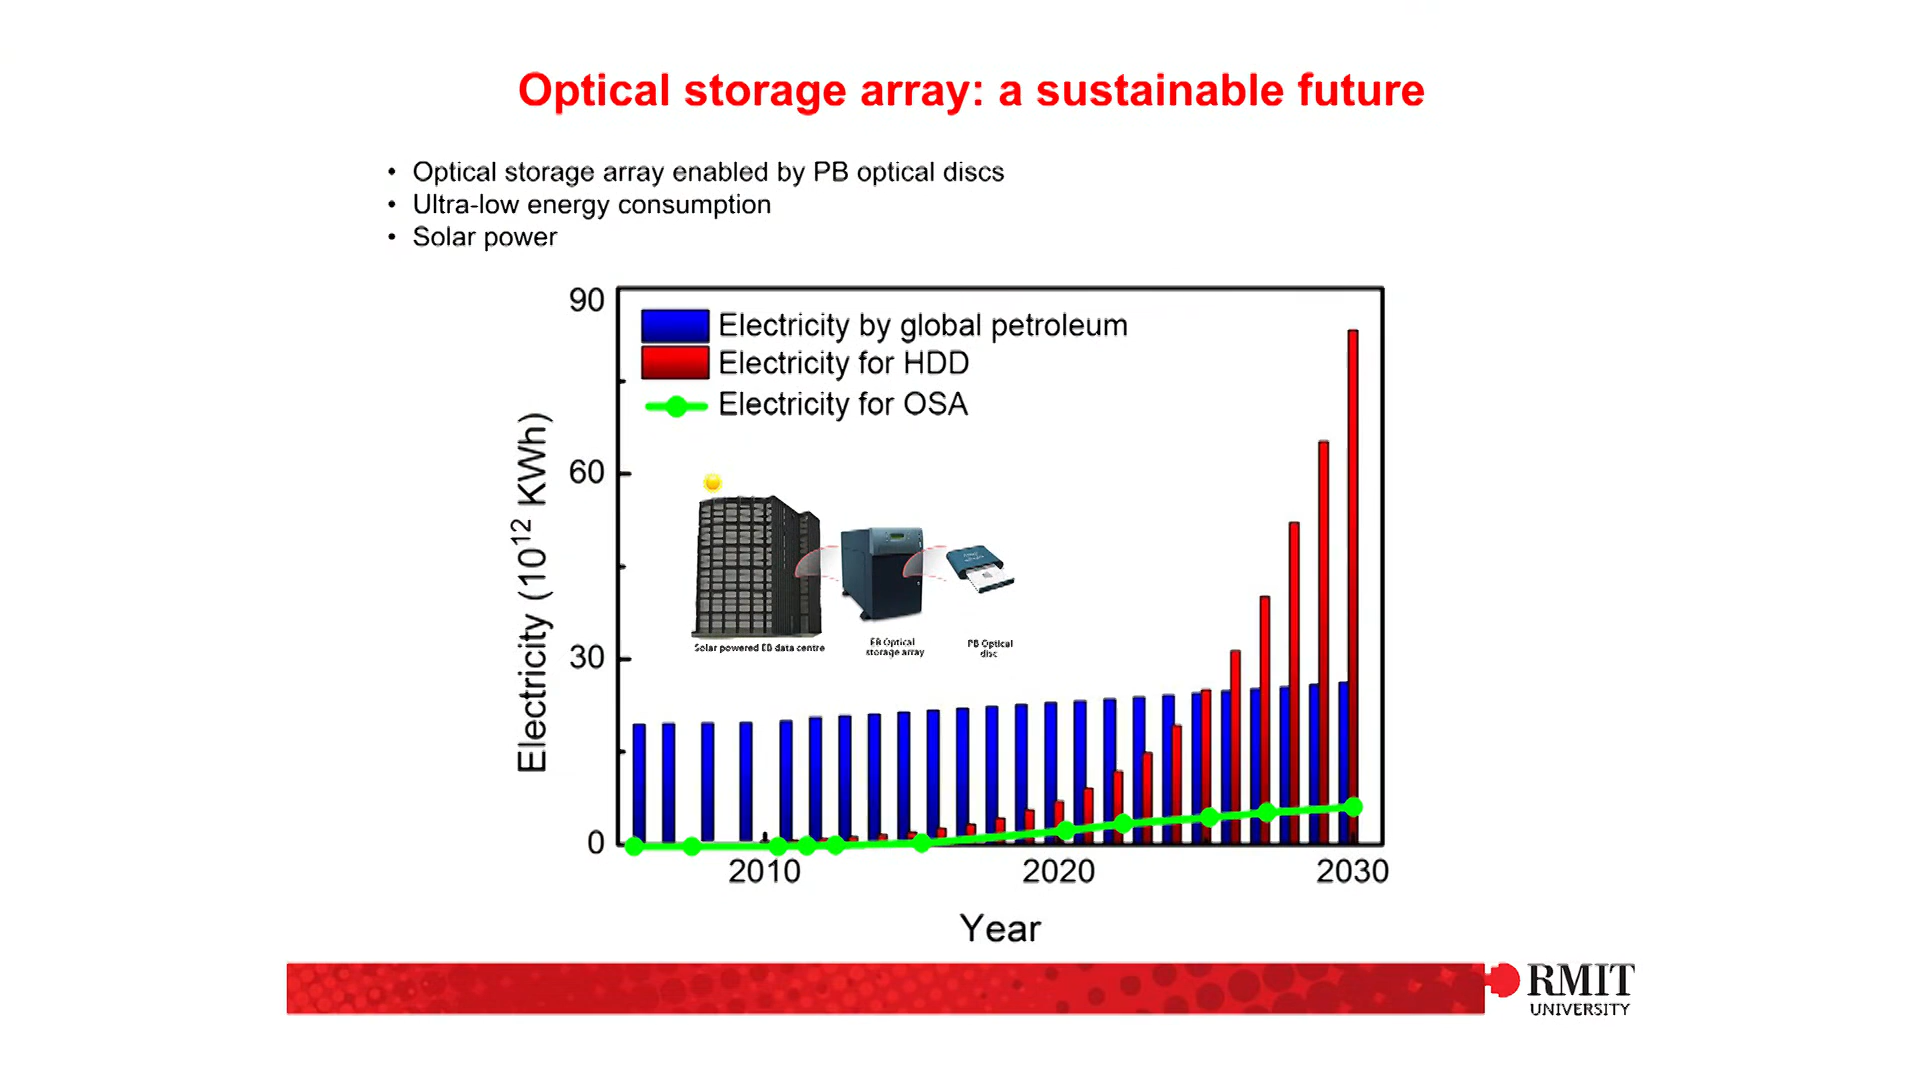 Optical storage array: a sustainable future
• Optical storage array enabled by PB optical discs
• Ultra-low energy consumption
• Solar power
90
60
30
0
Electricity (10¹² KWh)
Electricity by global petroleum
Electricity for HDD
Electricity for OSA
Solar powered EB data centre
EB Optical
storage array
PB Optical
disc
2010
2020
2030
Year
RMIT
UNIVERSITY